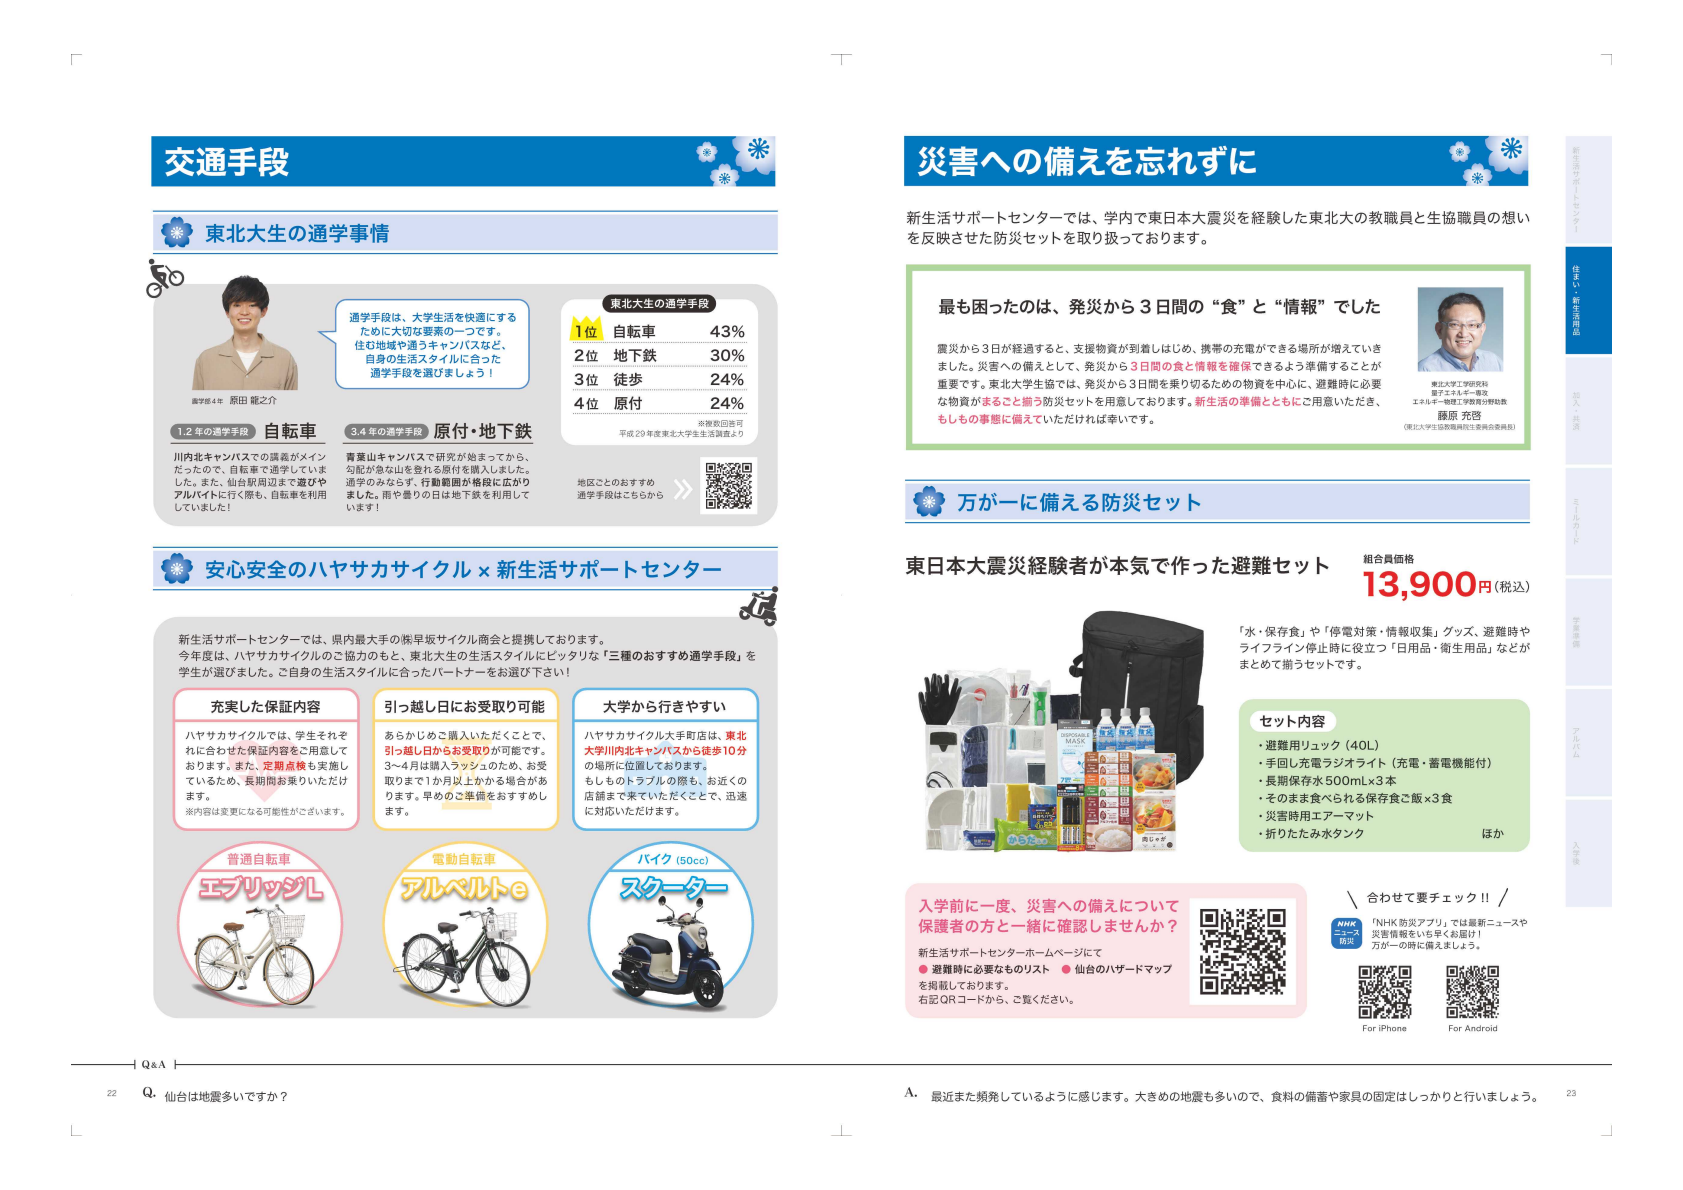 交通手段
東北大生の通学事情
通学手段は、大学生活を快適にする
ために大切な要素の一つです。
住む地域や通うキャンパスなど、
自身の生活スタイルに合った
通学手段を選びましょう！
農学部4年 原田 龍之介
1.2 年の通学手段 自転車
川内北キャンパスでの講義がメイン
だったので、自転車で通学していま
した。また、仙台駅周辺まで遊びや
アルバイトに行く際も、自転車を利用
していました！
3.4 年の通学手段 原付・地下鉄
青葉山キャンパスで研究が始まってから、
勾配が急な山を登れる原付を購入しました。
通学のみならず、行動範囲が格段に広がり
ました。雨や曇りの日は地下鉄を利用して
います！
東北大生の通学手段
1位 自転車 43%
2位 地下鉄 30%
3位 徒歩 24%
4位 原付 24%
※複数回答可
平成29年度東北大学生生活調査より
地区ごとのおすすめ
通学手段はこちらから
安心安全のハヤサカサイクル × 新生活サポートセンター
新生活サポートセンターでは、県内最大手の㈱早坂サイクル商会と提携しております。
今年度は、ハヤサカサイクルのご協力のもと、東北大生の生活スタイルにピッタリな「三種のおすすめ通学手段」を
学生が選びました。ご自身の生活スタイルに合ったパートナーをお選び下さい！
充実した保証内容
ハヤサカサイクルでは、学生それぞ
れに合わせた保証内容をご用意して
おります。また、定期点検も実施し
ているため、長期間お乗りいただけ
ます。
※内容は変更になる可能性がございます。
引っ越し日にお受取り可能
あらかじめご購入いただくことで、
引っ越し日からお受取りが可能です。
3〜4月は購入ラッシュのため、お受
取りまで1か月以上かかる場合があ
ります。早めのご準備をおすすめし
ます。
大学から行きやすい
ハヤサカサイクル大手町店は、東北
大学川内北キャンパスから徒歩10分
の場所に位置しております。
もしものトラブルの際も、お近くの
店舗まで来ていただくことで、迅速
に対応いただけます。
普通自転車
エブリッジL
電動自転車
アルベルトe
バイク (50cc)
スクーター
Q&A
22
Q. 仙台は地震多いですか？
災害への備えを忘れずに
新生活サポートセンターでは、学内で東日本大震災を経験した東北大の教職員と生協職員の想い
を反映させた防災セットを取り扱っております。
最も困ったのは、発災から 3 日間の “食” と “情報” でした
震災から3日が経過すると、支援物資が到着しはじめ、携帯の充電ができる場所が増えていき
ました。災害への備えとして、発災から3日間の食と情報を確保できるよう準備することが
重要です。東北大学生協では、発災から3日間を乗り切るための物資を中心に、避難時に必要
な物資がまるごと揃う防災セットを用意しております。新生活の準備とともにご用意いただき、
もしもの事態に備えていただければ幸いです。
東北大学工学研究科
量子エネルギー専攻
エネルギー物理工学教育分野助教
藤原 充啓
(東北大学生協教職員院生委員会委員長)
万が一に備える防災セット
東日本大震災経験者が本気で作った避難セット
組合員価格
13,900円(税込)
「水・保存食」や「停電対策・情報収集」グッズ、避難時や
ライフライン停止時に役立つ「日用品・衛生用品」などが
まとめて揃うセットです。
DISPOSABLE
MASK
からだ
肉じゃが
セット内容
・避難用リュック（40L）
・手回し充電ラジオライト（充電・蓄電機能付）
・長期保存水500mL×3本
・そのまま食べられる保存食ご飯×3食
・災害時用エアーマット
・折りたたみ水タンク ほか
入学前に一度、災害への備えについて
保護者の方と一緒に確認しませんか？
新生活サポートセンターホームページにて
● 避難時に必要なものリスト ● 仙台のハザードマップ
を掲載しております。
右記QRコードから、ご覧ください。
\ 合わせて要チェック!! /
NHK
ニュース
防災
「NHK防災アプリ」では最新ニュースや
災害情報をいち早くお届け！
万が一の時に備えましょう。
For iPhone
For Android
新生活サポートセンター
住まい・新生活用品
加入・共済
ミールカード
学業準備
アルバム
入学後
A. 最近また頻発しているように感じます。大きめの地震も多いので、食料の備蓄や家具の固定はしっかりと行いましょう。
23